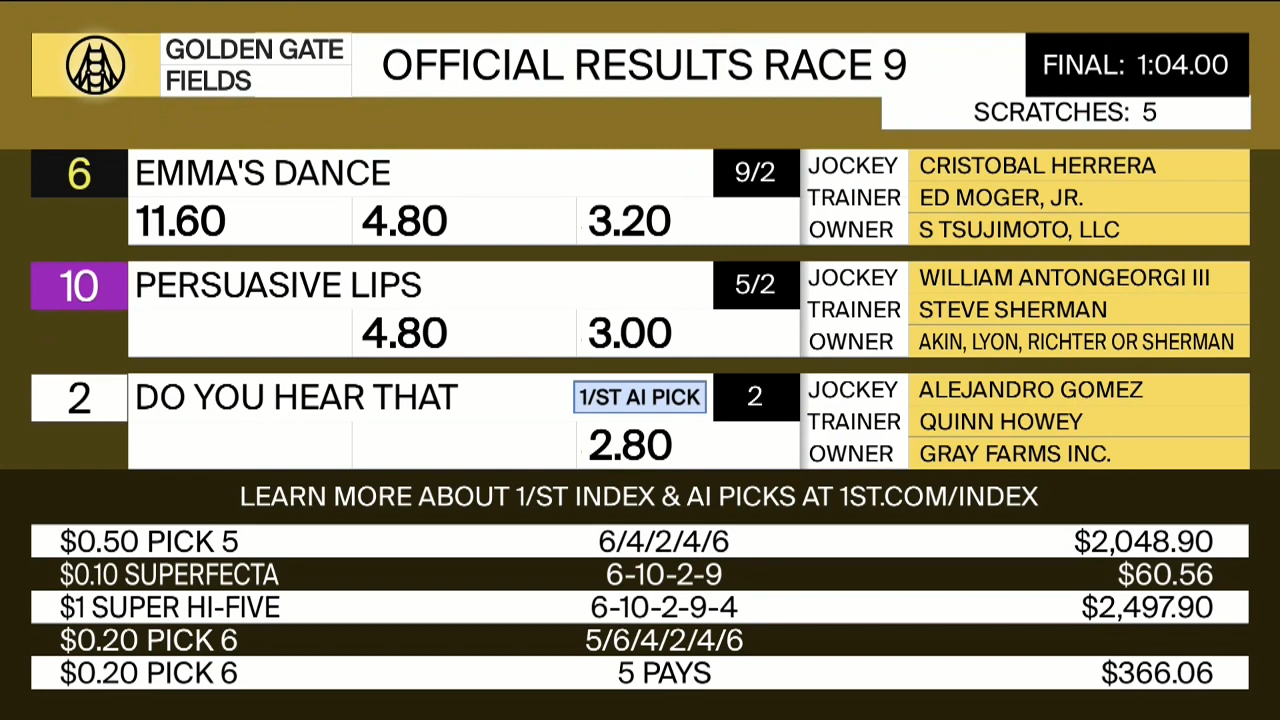 GOLDEN GATE
FIELDS
OFFICIAL RESULTS RACE 9
FINAL: 1:04.00
SCRATCHES: 5
6 EMMA'S DANCE 9/2
11.60 4.80 3.20
JOCKEY CRISTOBAL HERRERA
TRAINER ED MOGER, JR.
OWNER S TSUJIMOTO, LLC
10 PERSUASIVE LIPS 5/2
4.80 3.00
JOCKEY WILLIAM ANTONGEORGI III
TRAINER STEVE SHERMAN
OWNER AKIN, LYON, RICHTER OR SHERMAN
2 DO YOU HEAR THAT 1/ST AI PICK 2
2.80
JOCKEY ALEJANDRO GOMEZ
TRAINER QUINN HOWEY
OWNER GRAY FARMS INC.
LEARN MORE ABOUT 1/ST INDEX & AI PICKS AT 1ST.COM/INDEX
$0.50 PICK 5 6/4/2/4/6 $2,048.90
$0.10 SUPERFECTA 6-10-2-9 $60.56
$1 SUPER HI-FIVE 6-10-2-9-4 $2,497.90
$0.20 PICK 6 5/6/4/2/4/6
$0.20 PICK 6 5 PAYS $366.06